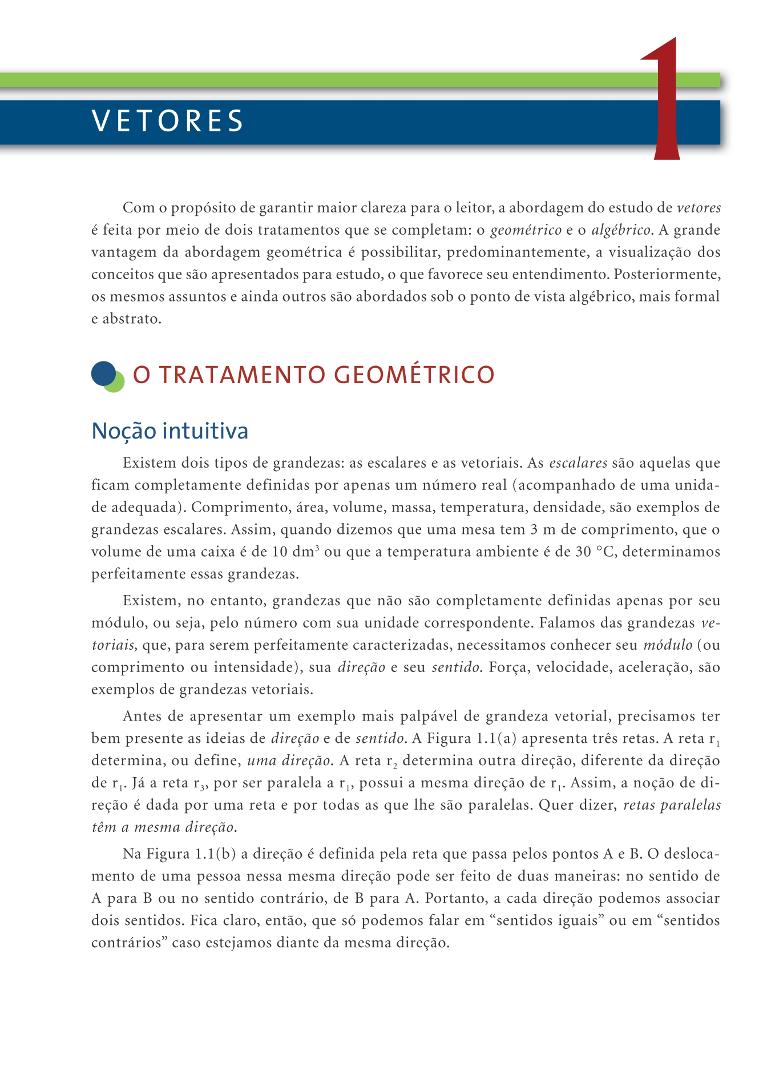 1
VETORES
Com o propósito de garantir maior clareza para o leitor, a abordagem do estudo de vetores
é feita por meio de dois tratamentos que se completam: o geométrico e o algébrico. A grande
vantagem da abordagem geométrica é possibilitar, predominantemente, a visualização dos
conceitos que são apresentados para estudo, o que favorece seu entendimento. Posteriormente,
os mesmos assuntos e ainda outros são abordados sob o ponto de vista algébrico, mais formal
e abstrato.
O TRATAMENTO GEOMÉTRICO
Noção intuitiva
Existem dois tipos de grandezas: as escalares e as vetoriais. As escalares são aquelas que
ficam completamente definidas por apenas um número real (acompanhado de uma unida-
de adequada). Comprimento, área, volume, massa, temperatura, densidade, são exemplos de
grandezas escalares. Assim, quando dizemos que uma mesa tem 3 m de comprimento, que o
volume de uma caixa é de 10 dm³ ou que a temperatura ambiente é de 30 °C, determinamos
perfeitamente essas grandezas.
Existem, no entanto, grandezas que não são completamente definidas apenas por seu
módulo, ou seja, pelo número com sua unidade correspondente. Falamos das grandezas ve-
toriais, que, para serem perfeitamente caracterizadas, necessitamos conhecer seu módulo (ou
comprimento ou intensidade), sua direção e seu sentido. Força, velocidade, aceleração, são
exemplos de grandezas vetoriais.
Antes de apresentar um exemplo mais palpável de grandeza vetorial, precisamos ter
bem presente as ideias de direção e de sentido. A Figura 1.1(a) apresenta três retas. A reta r₁
determina, ou define, uma direção. A reta r₂ determina outra direção, diferente da direção
de r₁. Já a reta r₃, por ser paralela a r₁, possui a mesma direção de r₁. Assim, a noção de di-
reção é dada por uma reta e por todas as que lhe são paralelas. Quer dizer, retas paralelas
têm a mesma direção.
Na Figura 1.1(b) a direção é definida pela reta que passa pelos pontos A e B. O desloca-
mento de uma pessoa nessa mesma direção pode ser feito de duas maneiras: no sentido de
A para B ou no sentido contrário, de B para A. Portanto, a cada direção podemos associar
dois sentidos. Fica claro, então, que só podemos falar em “sentidos iguais” ou em “sentidos
contrários” caso estejamos diante da mesma direção.